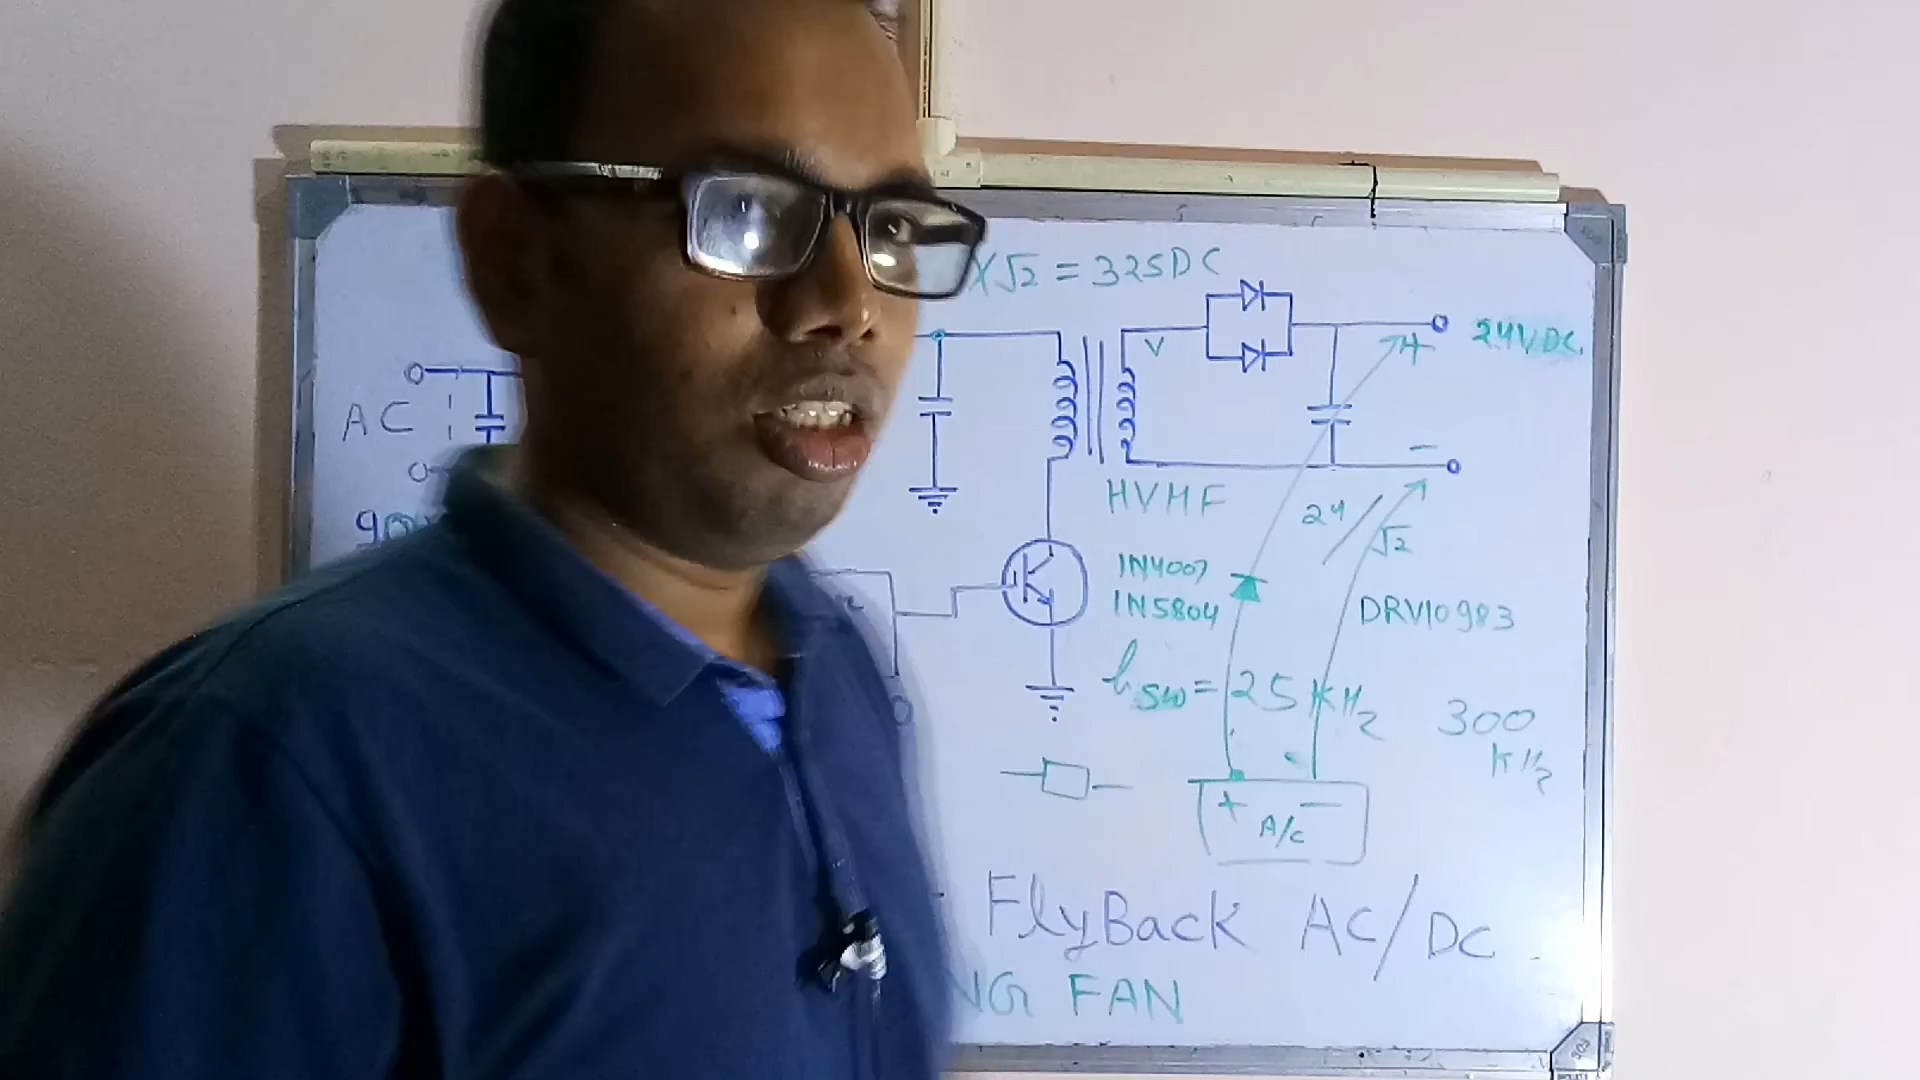 X√2 = 325DC
24VDC
+
V
AC
−
HVHF
24/√2
1N4007
1N5804
DRV10983
fsw = 25 KHz
300
KHz
+ −
A/C
FlyBack AC/DC
FAN